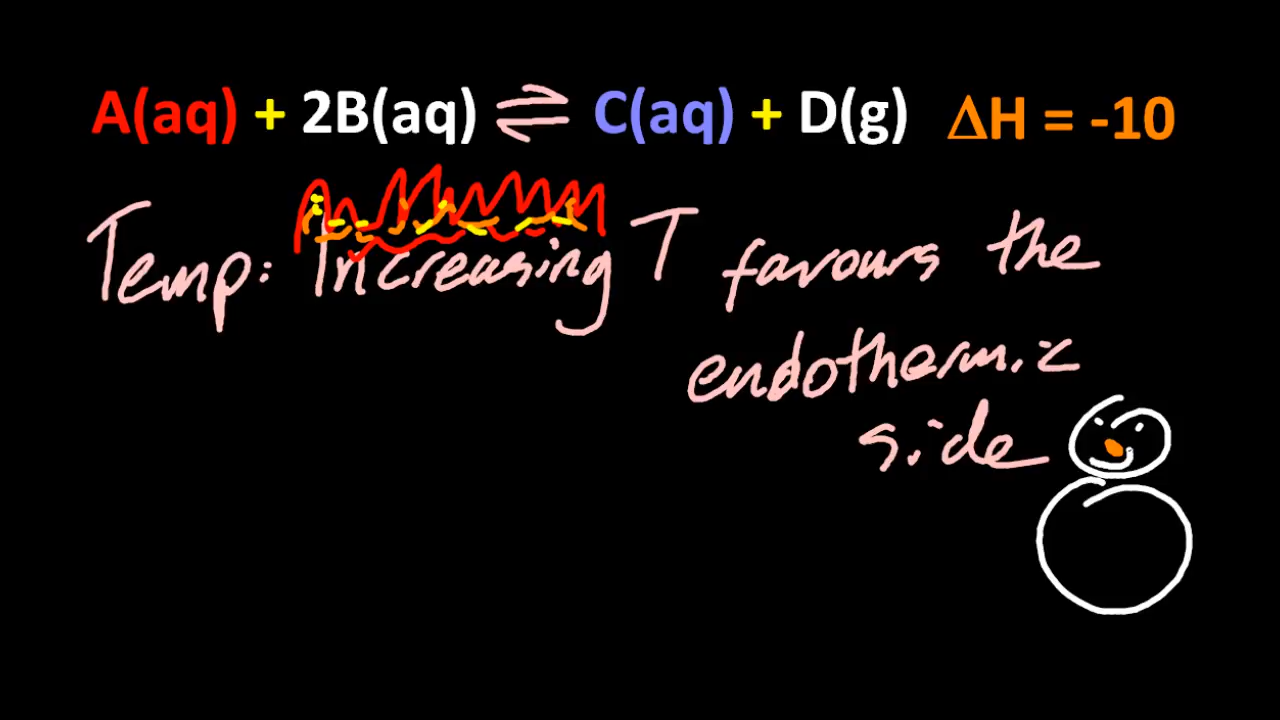 A(aq) + 2B(aq) ⇌ C(aq) + D(g) ΔH = -10
Temp: Increasing T favours the
endothermic
side